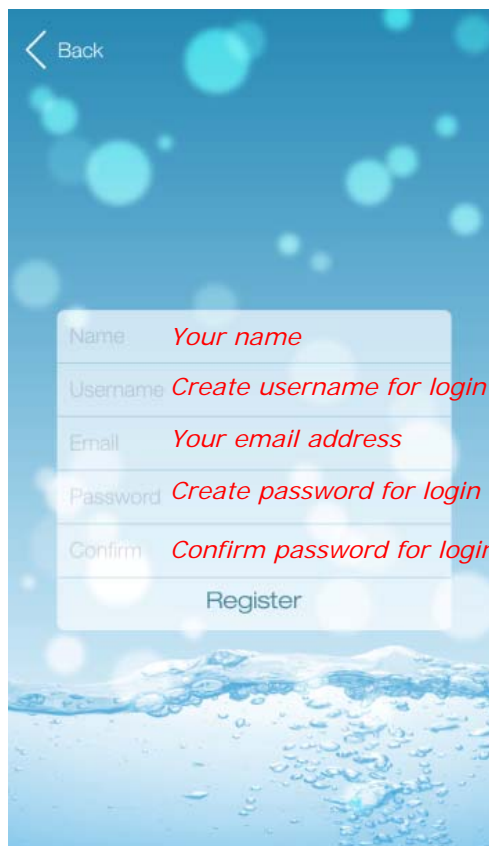 Back
Name Your name
Username Create username for login
Email Your email address
Password Create password for login
Confirm Confirm password for login
Register